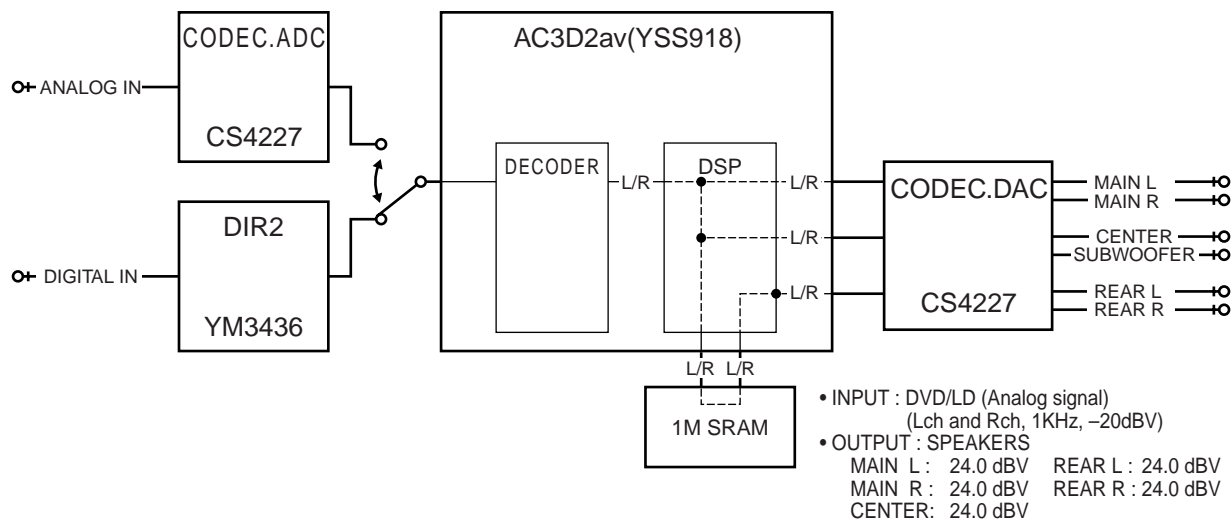 CODEC.ADC
CS4227
ANALOG IN
DIR2
YM3436
DIGITAL IN
AC3D2av(YSS918)
DECODER
L/R
DSP
L/R
L/R
L/R
L/R L/R
1M SRAM
CODEC.DAC
CS4227
MAIN L
MAIN R
CENTER
SUBWOOFER
REAR L
REAR R
• INPUT : DVD/LD (Analog signal)
(Lch and Rch, 1KHz, –20dBV)
• OUTPUT : SPEAKERS
MAIN L : 24.0 dBV REAR L : 24.0 dBV
MAIN R : 24.0 dBV REAR R : 24.0 dBV
CENTER: 24.0 dBV